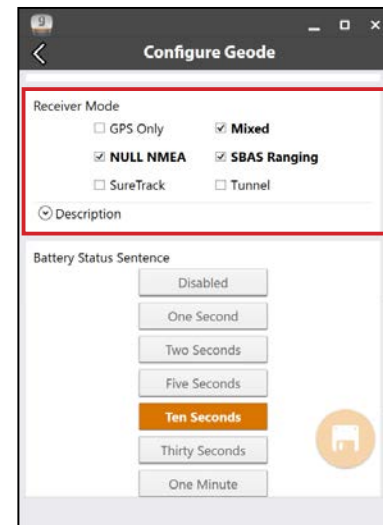 g
Configure Geode
Receiver Mode
GPS Only
Mixed
NULL NMEA
SBAS Ranging
SureTrack
Tunnel
Description
Battery Status Sentence
Disabled
One Second
Two Seconds
Five Seconds
Ten Seconds
Thirty Seconds
One Minute